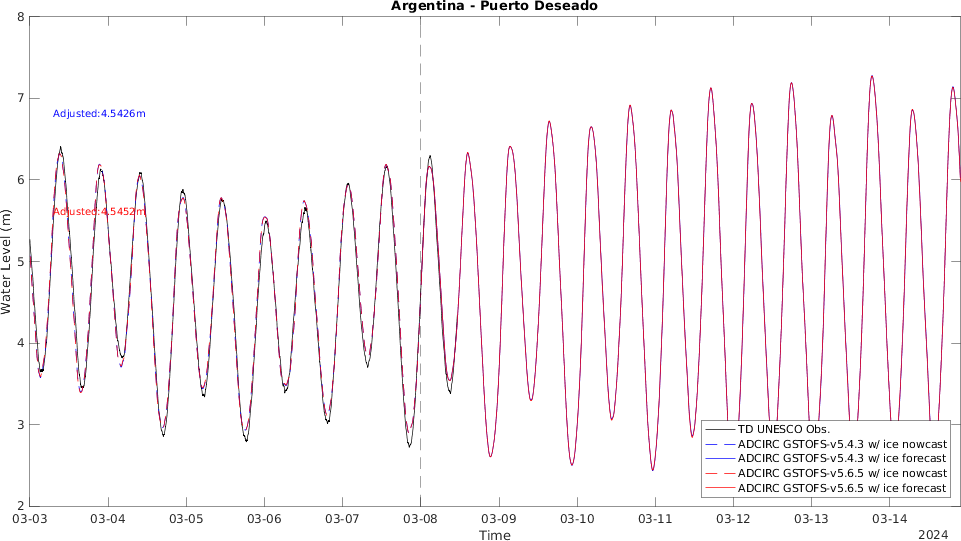 Argentina - Puerto Deseado
8
7
Adjusted:4.5426m
6
Adjusted:4.5452m
5
4
3
2
Water Level (m)
TD UNESCO Obs.
ADCIRC GSTOFS-v5.4.3 w/ ice nowcast
ADCIRC GSTOFS-v5.4.3 w/ ice forecast
ADCIRC GSTOFS-v5.6.5 w/ ice nowcast
ADCIRC GSTOFS-v5.6.5 w/ ice forecast
03-03 03-04 03-05 03-06 03-07 03-08 03-09 03-10 03-11 03-12 03-13 03-14
Time
2024